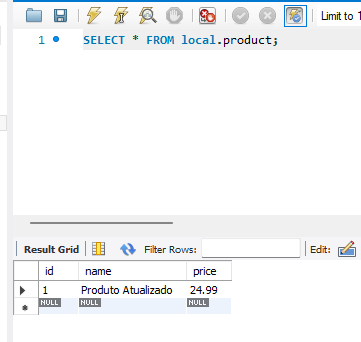 Limit to 1
1 SELECT * FROM local.product;
Result Grid Filter Rows: Edit:
id name price
1 Produto Atualizado 24.99
NULL NULL NULL